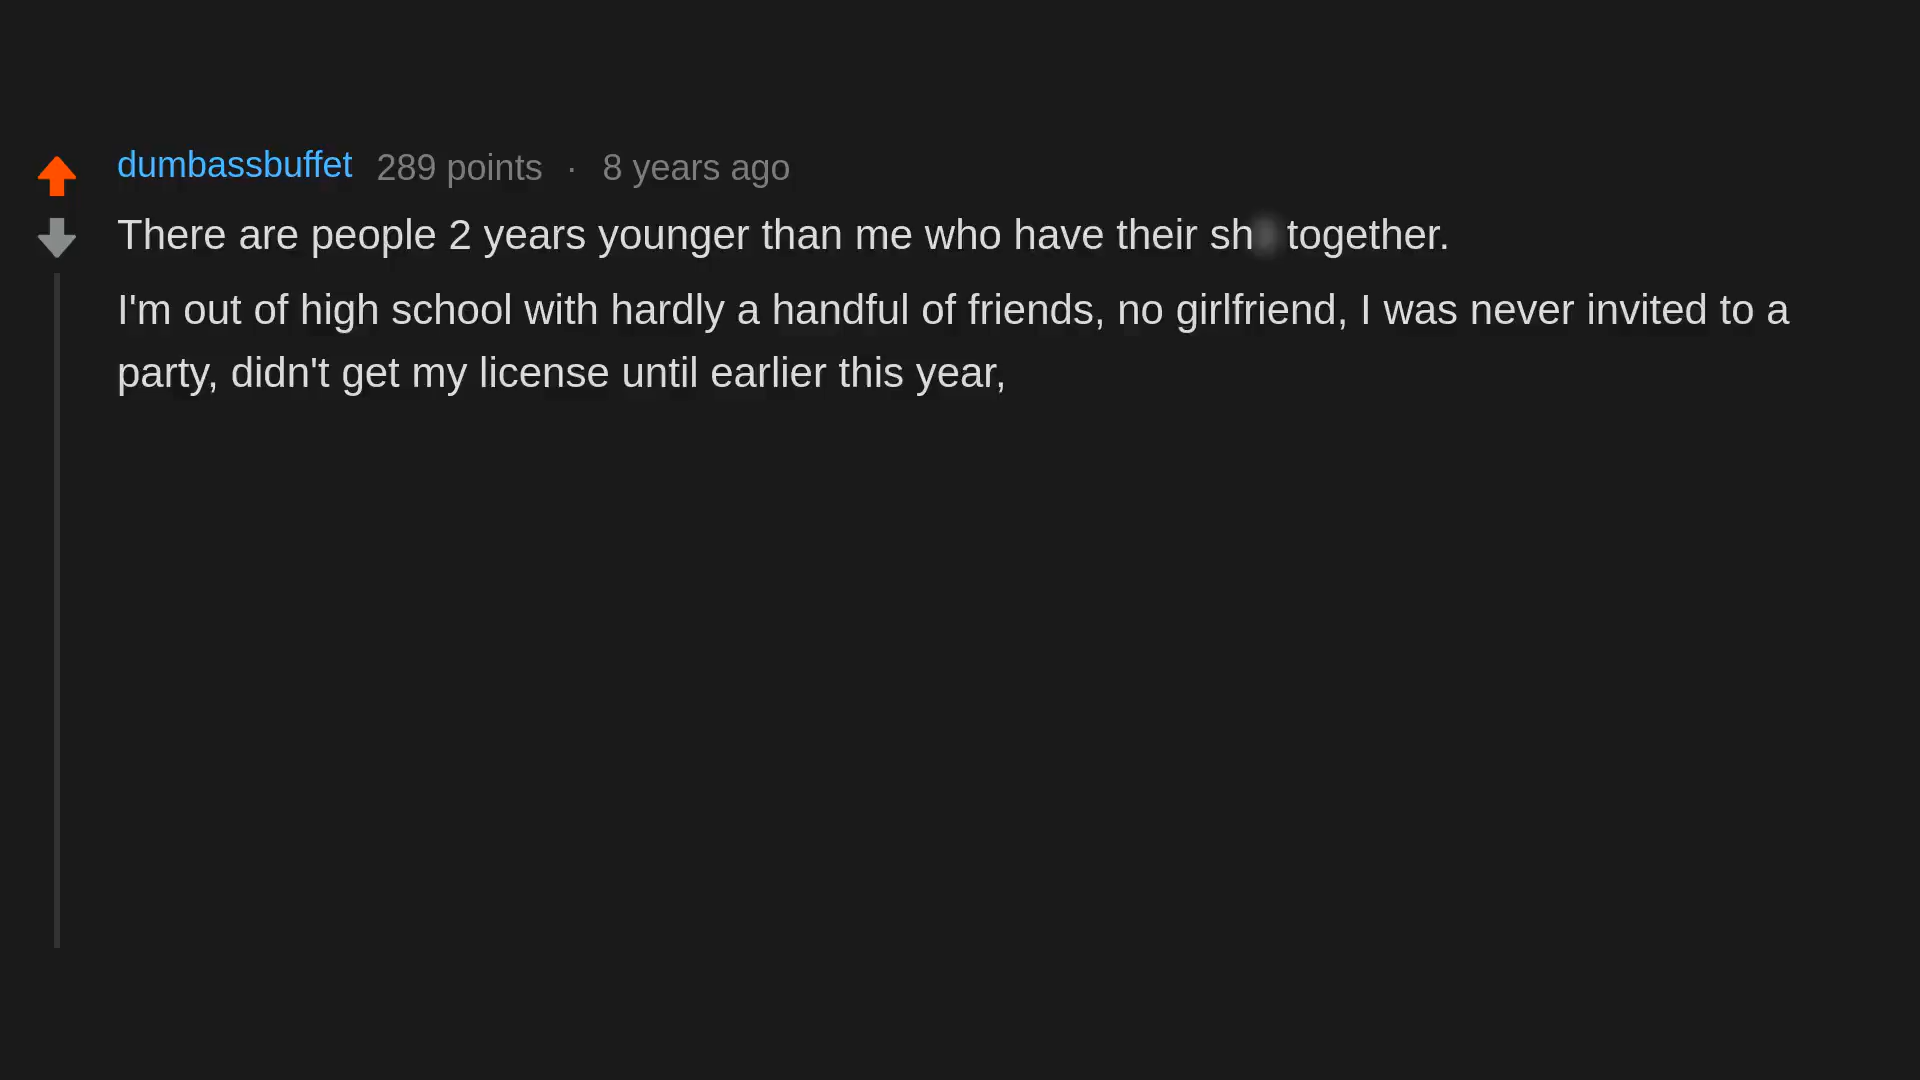 dumbassbuffet 289 points · 8 years ago
There are people 2 years younger than me who have their sh together.
I'm out of high school with hardly a handful of friends, no girlfriend, I was never invited to a
party, didn't get my license until earlier this year,